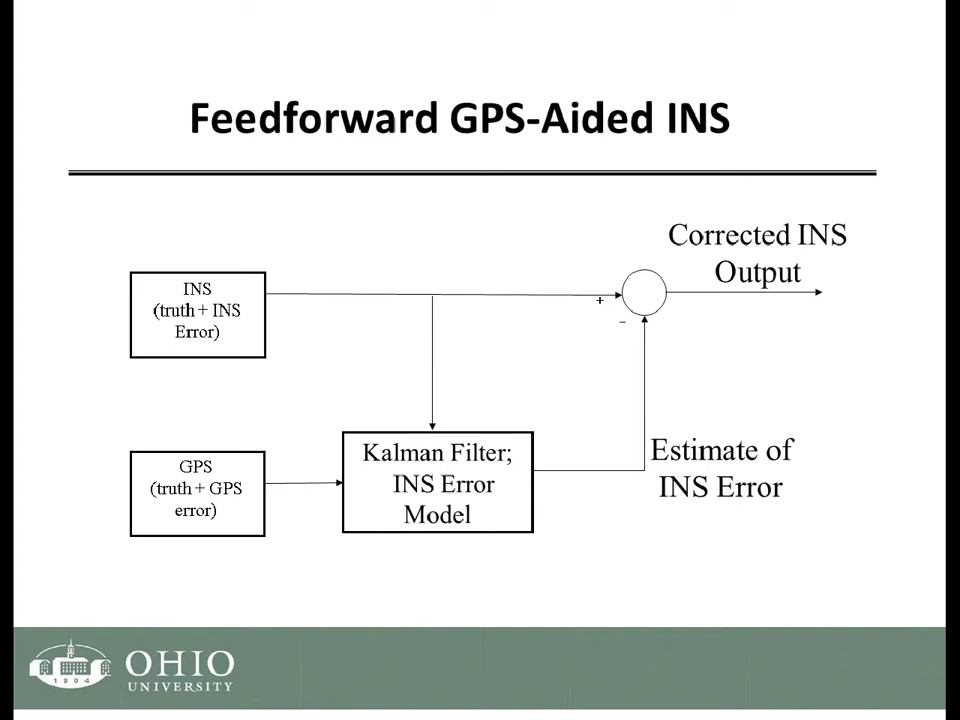 Feedforward GPS-Aided INS
Corrected INS
Output
INS
(truth + INS
Error)
+
−
Kalman Filter;
INS Error
Model
Estimate of
INS Error
GPS
(truth + GPS
error)
1804
OHIO
UNIVERSITY